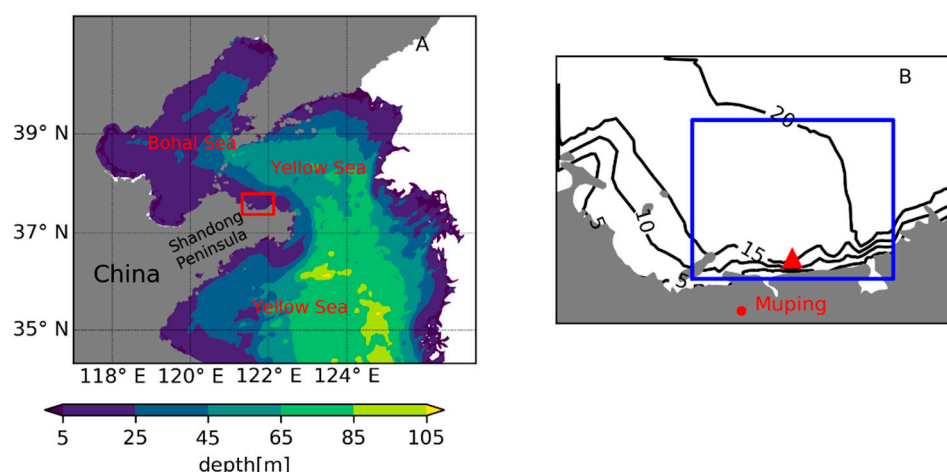 A
39° N
37° N
35° N
Bohai Sea
Yellow Sea
Shandong
Peninsula
China
Yellow Sea
118° E 120° E 122° E 124° E
5 25 45 65 85 105
depth[m]
B
20
5
10
15
5
Muping